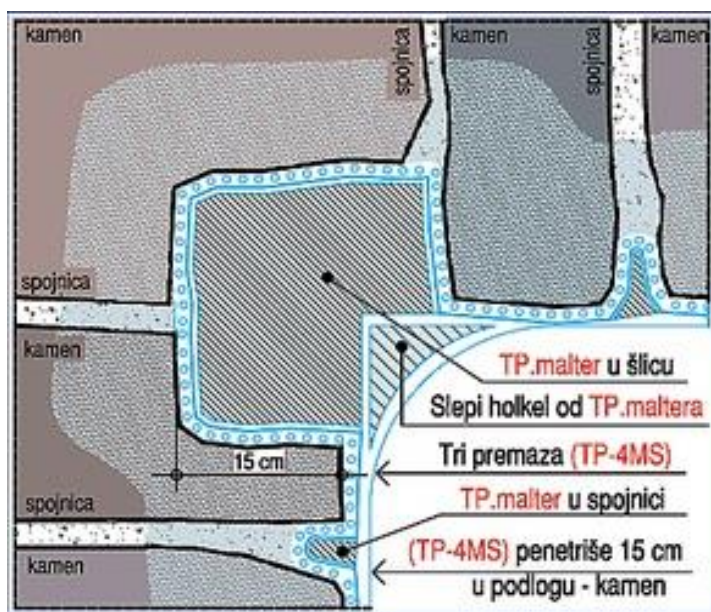 kamen
spojnica
kamen
spojnica
kamen
spojnica
kamen
TP.malter u šlicu
Slepi holkel od TP.maltera
15 cm
Tri premaza (TP-4MS)
TP.malter u spojnici
spojnica
(TP-4MS) penetriše 15 cm
kamen
u podlogu - kamen